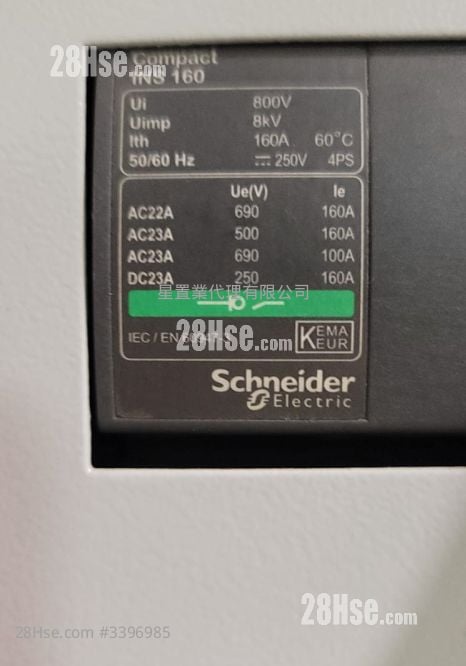 28Hse.com
Compact
INS 160
Ui 800V
Uimp 8kV
Ith 160A 60°C
50/60 Hz 250V 4PS
Ue(V) Ie
AC22A 690 160A
AC23A 500 160A
AC23A 690 100A
DC23A 250 160A
星置業代理有限公司
28Hse.com
IEC / EN 60947-3
KEMA
KEUR
Schneider
Electric
28Hse.com
28Hse.com #3396985